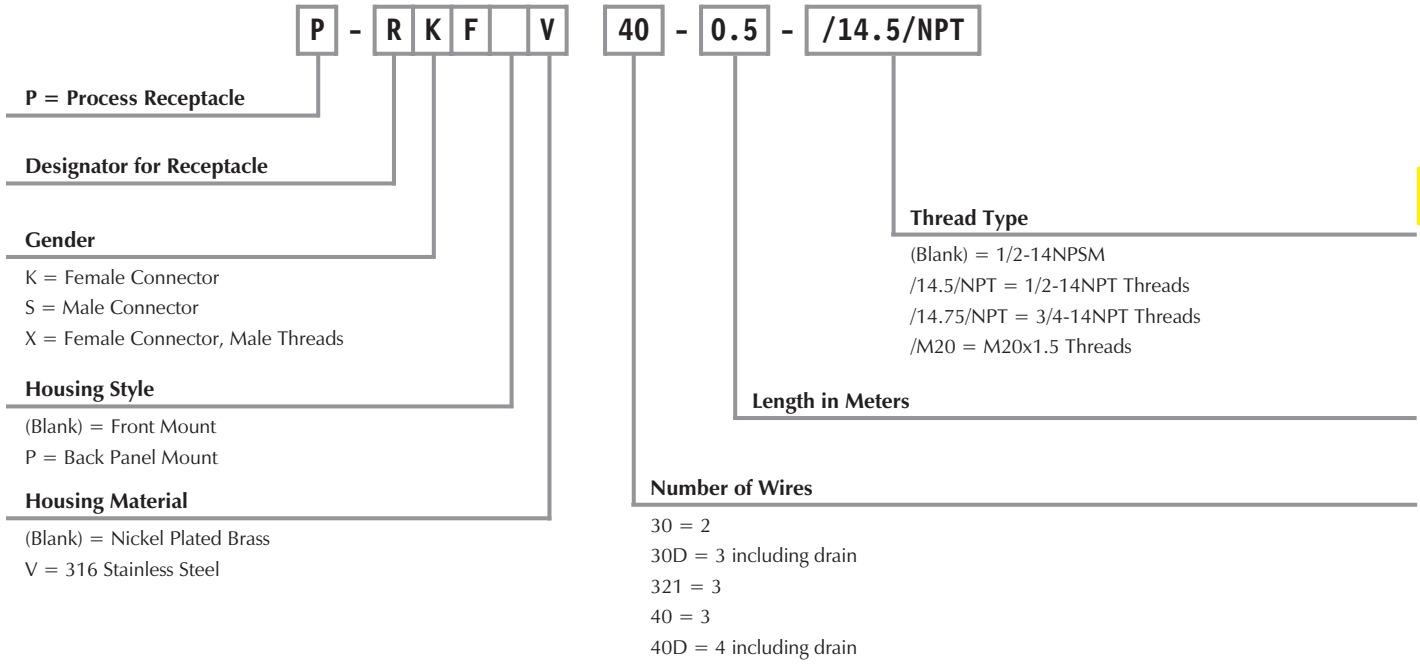 P - R K F V 40 - 0.5 - /14.5/NPT
P = Process Receptacle
Designator for Receptacle
Gender
K = Female Connector
S = Male Connector
X = Female Connector, Male Threads
Housing Style
(Blank) = Front Mount
P = Back Panel Mount
Housing Material
(Blank) = Nickel Plated Brass
V = 316 Stainless Steel
Thread Type
(Blank) = 1/2-14NPSM
/14.5/NPT = 1/2-14NPT Threads
/14.75/NPT = 3/4-14NPT Threads
/M20 = M20x1.5 Threads
Length in Meters
Number of Wires
30 = 2
30D = 3 including drain
321 = 3
40 = 3
40D = 4 including drain